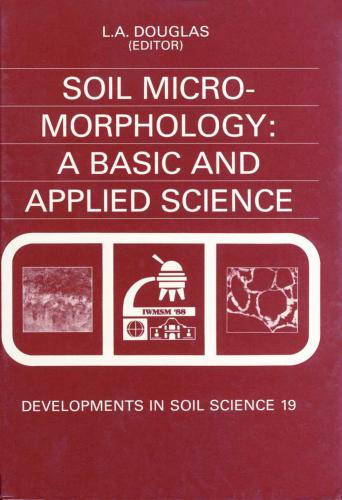 L.A. DOUGLAS
(EDITOR)
SOIL MICRO-
MORPHOLOGY:
A BASIC AND
APPLIED SCIENCE
IWMSM '88
DEVELOPMENTS IN SOIL SCIENCE 19